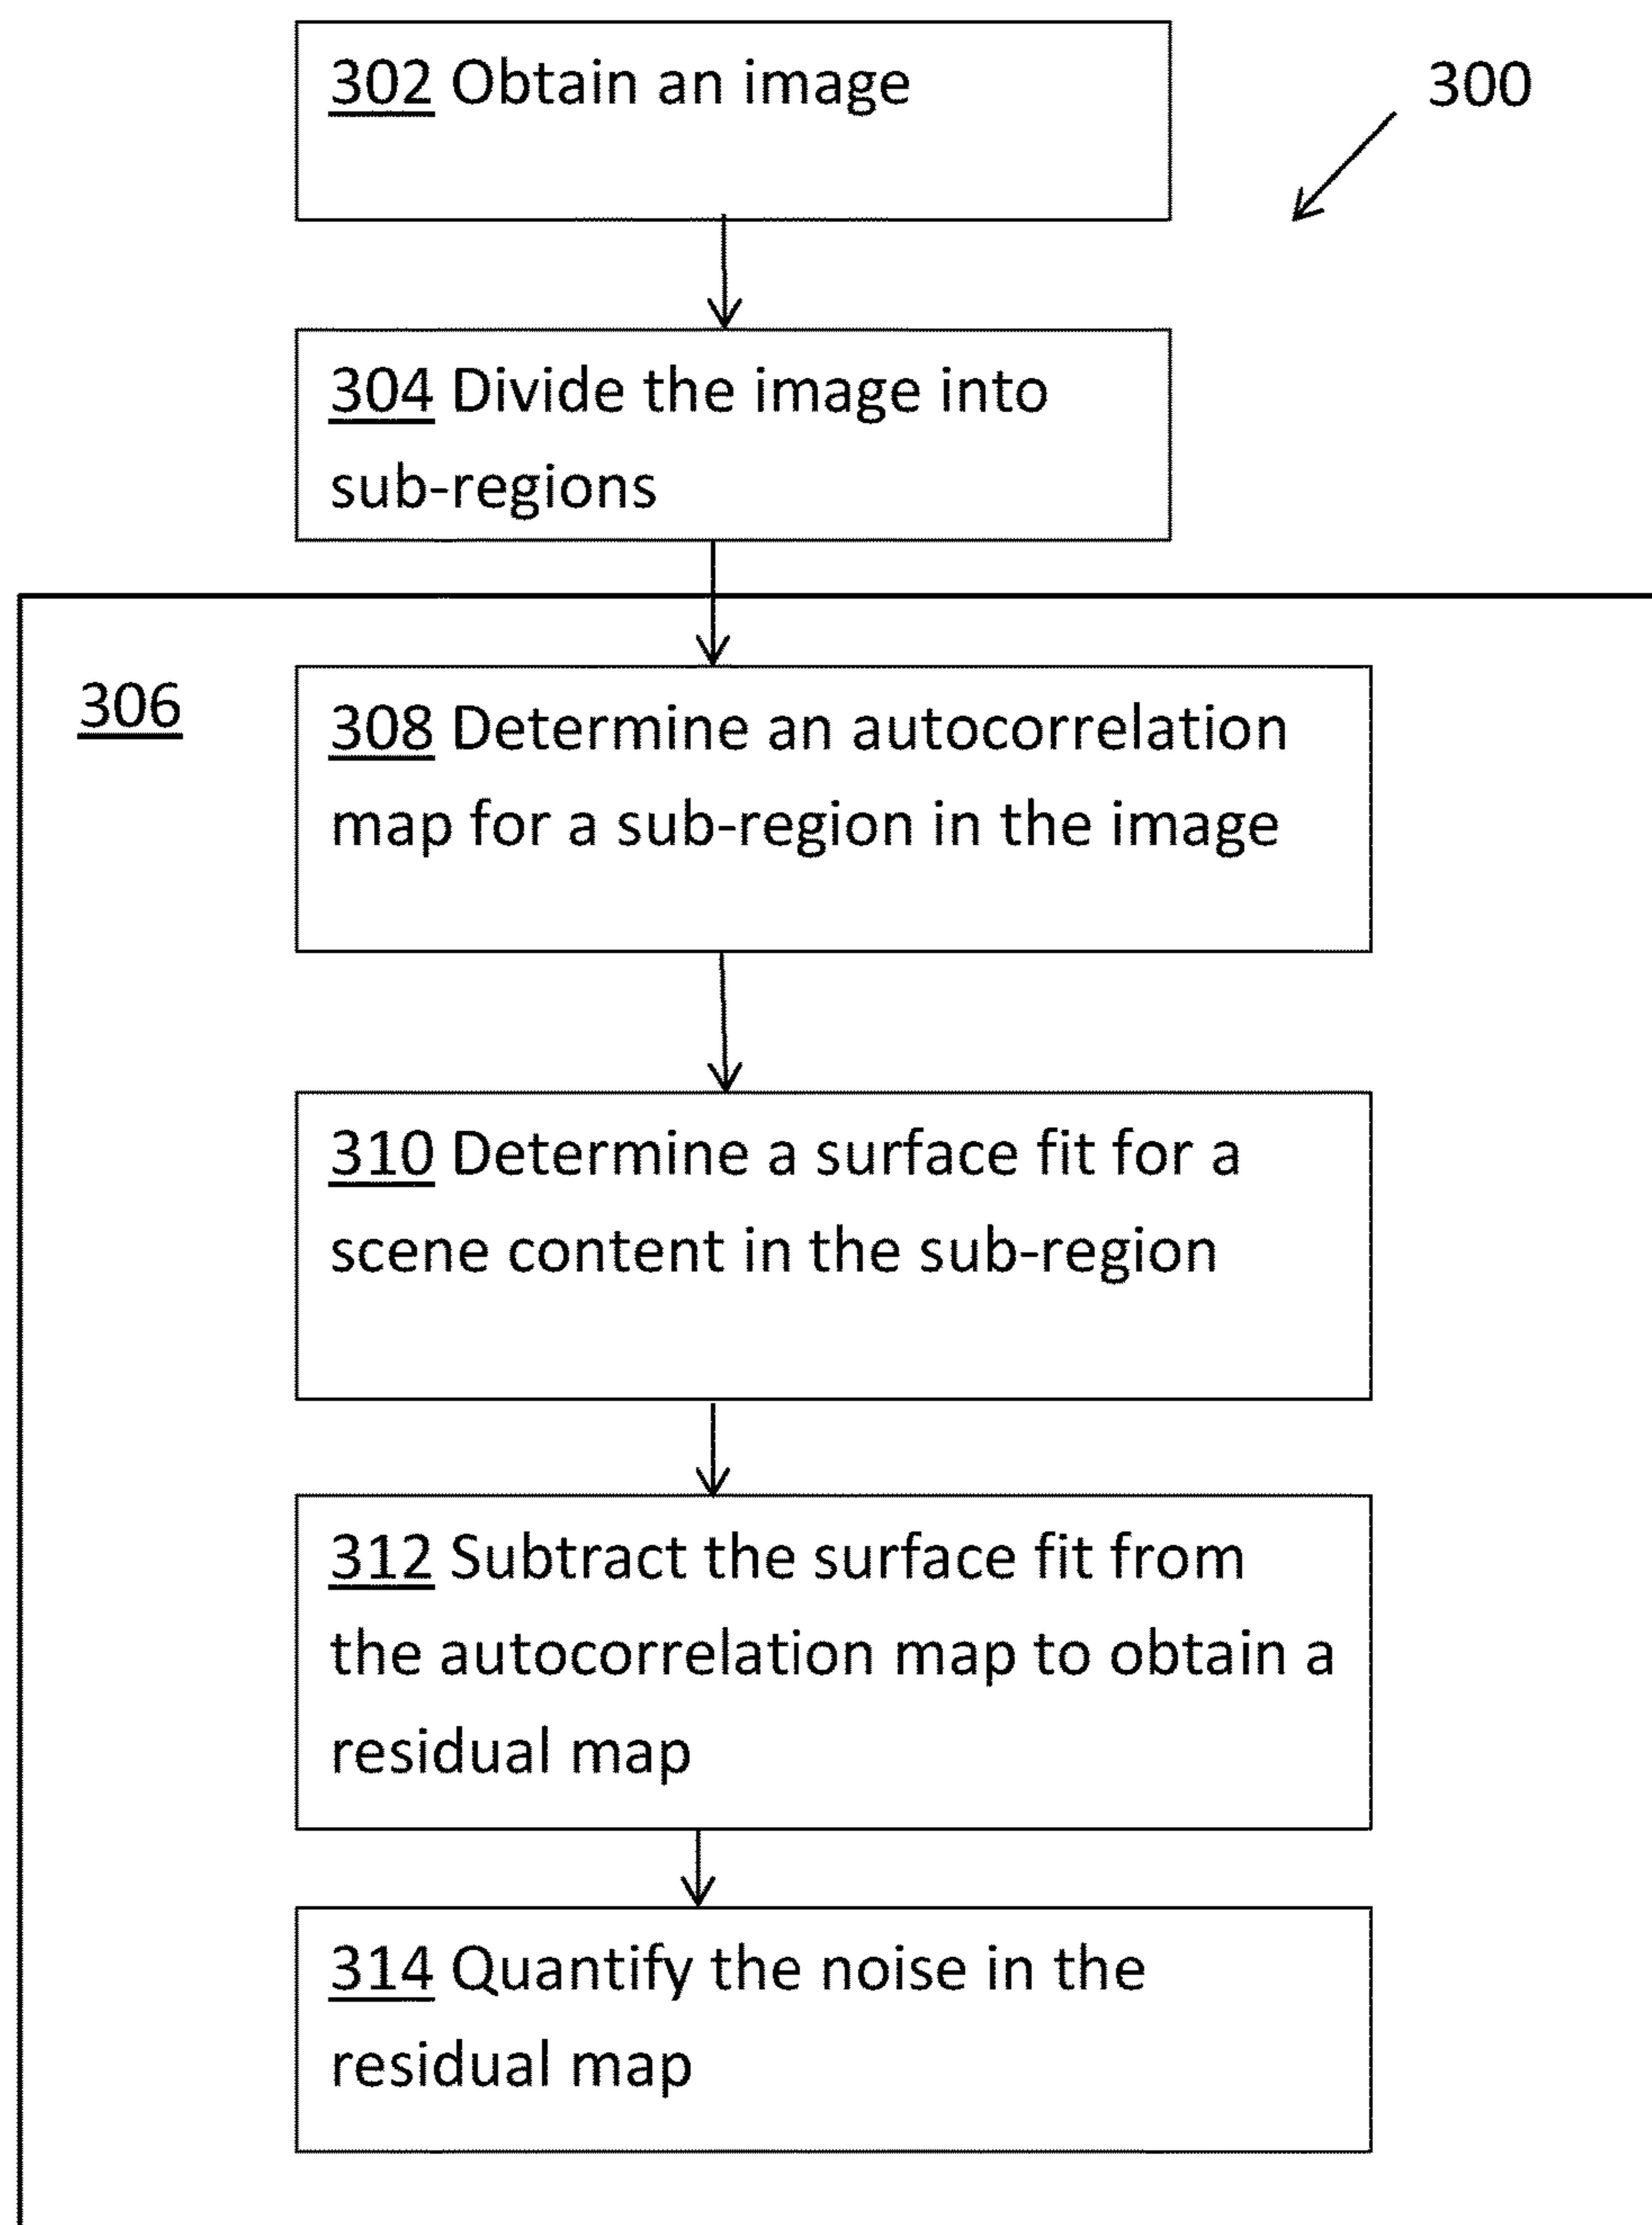 302 Obtain an image
300
304 Divide the image into
sub-regions
306
308 Determine an autocorrelation
map for a sub-region in the image
310 Determine a surface fit for a
scene content in the sub-region
312 Subtract the surface fit from
the autocorrelation map to obtain a
residual map
314 Quantify the noise in the
residual map